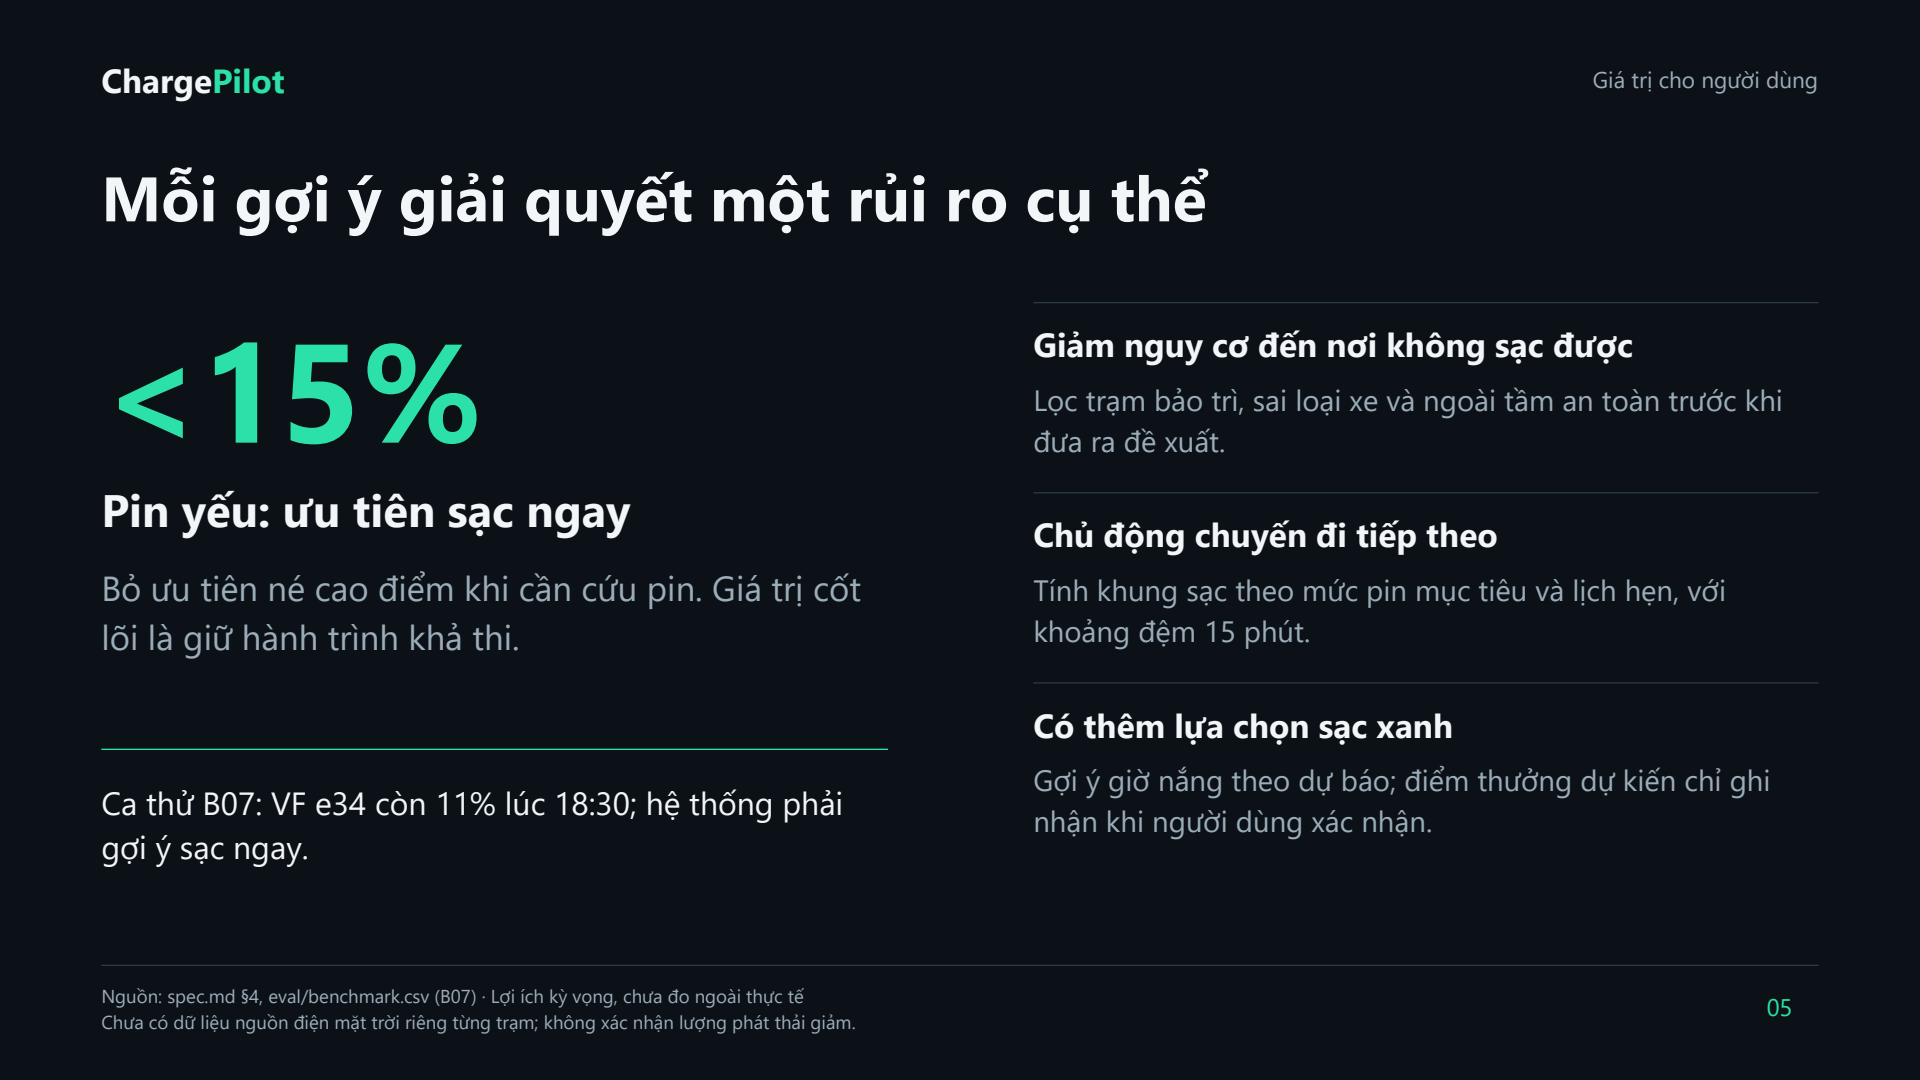 ChargePilot
Giá trị cho người dùng
Mỗi gợi ý giải quyết một rủi ro cụ thể
<15%
Pin yếu: ưu tiên sạc ngay
Bỏ ưu tiên né cao điểm khi cần cứu pin. Giá trị cốt
lõi là giữ hành trình khả thi.
Ca thử B07: VF e34 còn 11% lúc 18:30; hệ thống phải
gợi ý sạc ngay.
Giảm nguy cơ đến nơi không sạc được
Lọc trạm bảo trì, sai loại xe và ngoài tầm an toàn trước khi
đưa ra đề xuất.
Chủ động chuyến đi tiếp theo
Tính khung sạc theo mức pin mục tiêu và lịch hẹn, với
khoảng đệm 15 phút.
Có thêm lựa chọn sạc xanh
Gợi ý giờ nắng theo dự báo; điểm thưởng dự kiến chỉ ghi
nhận khi người dùng xác nhận.
Nguồn: spec.md §4, eval/benchmark.csv (B07) · Lợi ích kỳ vọng, chưa đo ngoài thực tế
Chưa có dữ liệu nguồn điện mặt trời riêng từng trạm; không xác nhận lượng phát thải giảm.
05